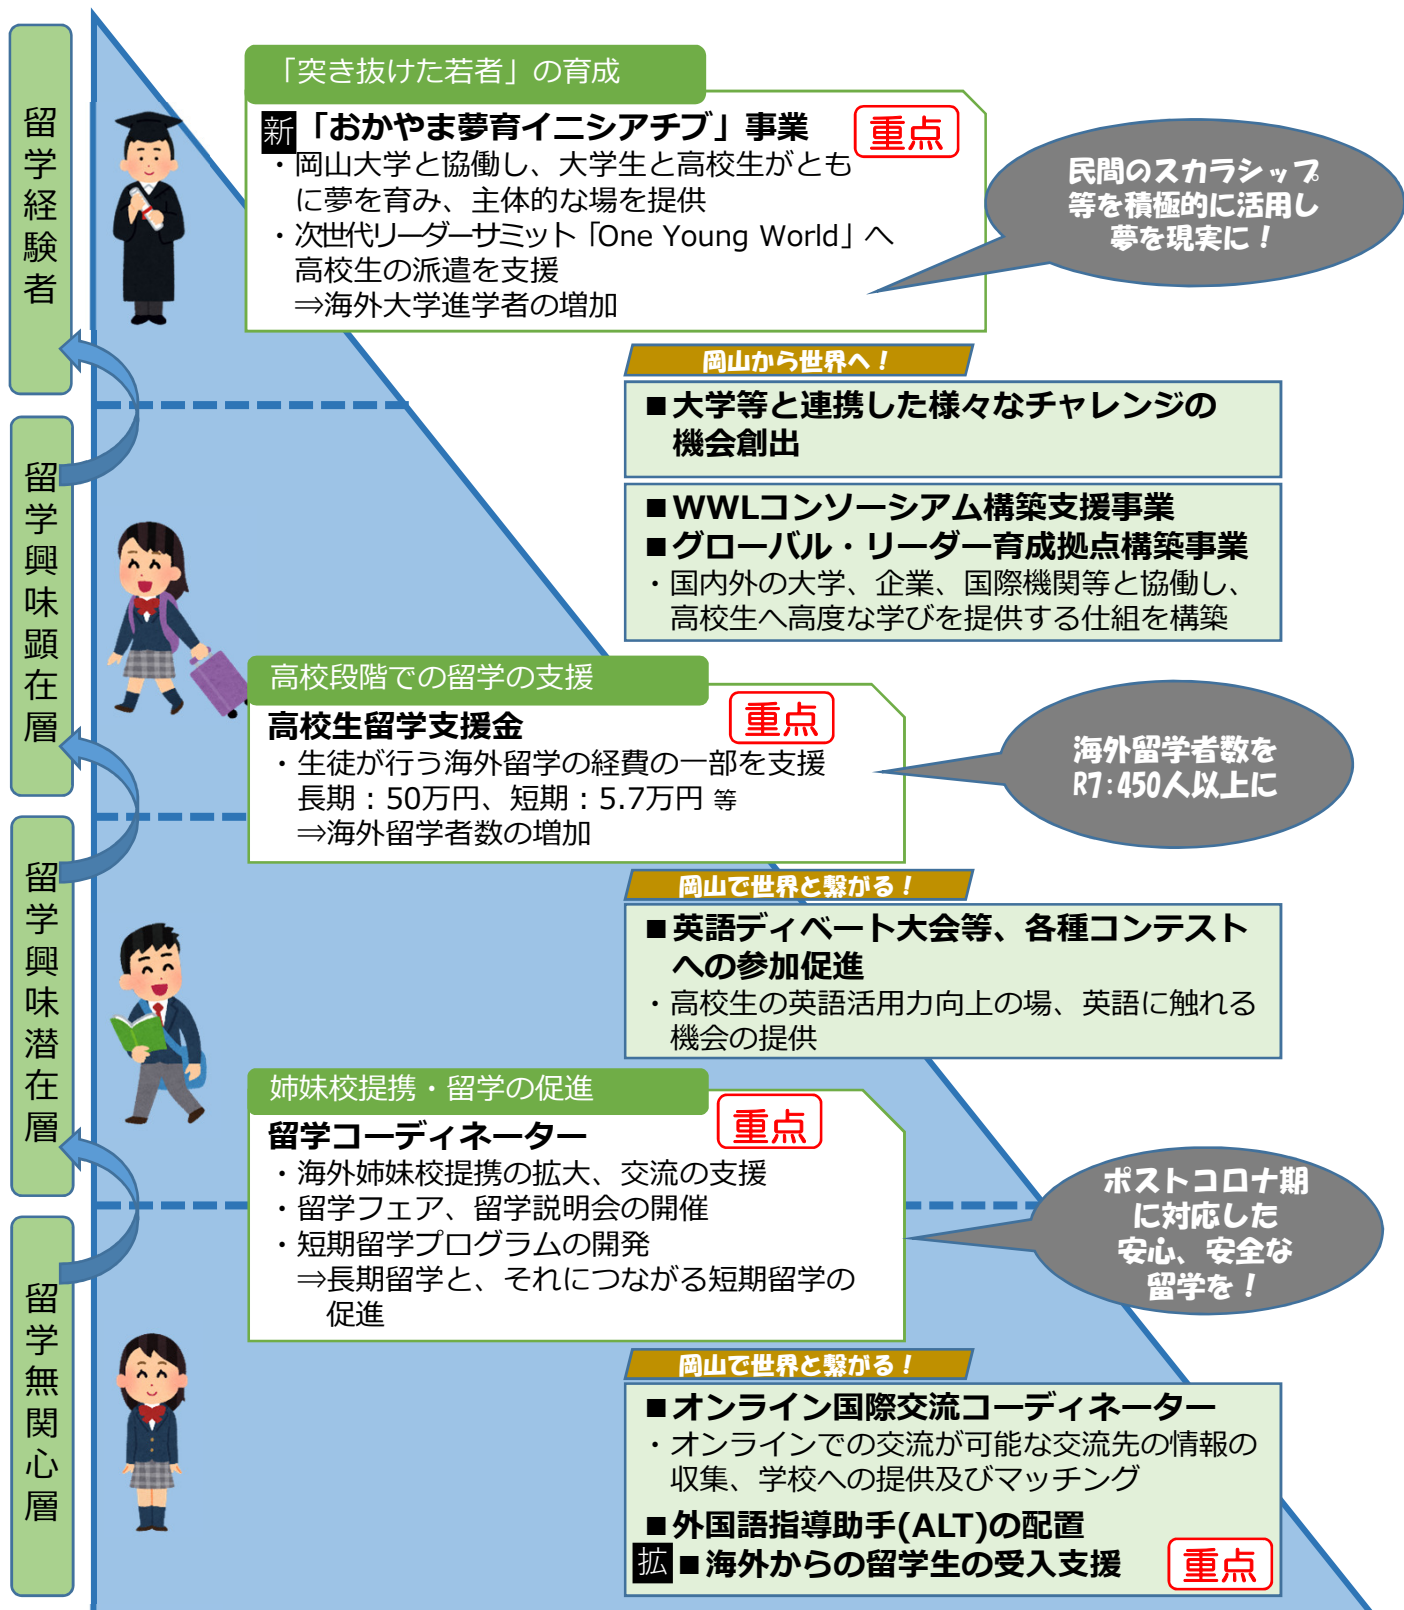 留学経験者
留学興味顕在層
留学興味潜在層
留学無関心層
「突き抜けた若者」の育成
新「おかやま夢育イニシアチブ」事業
重点
・岡山大学と協働し、大学生と高校生がとも
に夢を育み、主体的な場を提供
・次世代リーダーサミット「One Young World」へ
高校生の派遣を支援
⇒海外大学進学者の増加
民間のスカラシップ
等を積極的に活用し
夢を現実に！
岡山から世界へ！
■大学等と連携した様々なチャレンジの
機会創出
■WWLコンソーシアム構築支援事業
■グローバル・リーダー育成拠点構築事業
・国内外の大学、企業、国際機関等と協働し、
高校生へ高度な学びを提供する仕組を構築
高校段階での留学の支援
高校生留学支援金
重点
・生徒が行う海外留学の経費の一部を支援
長期：50万円、短期：5.7万円 等
⇒海外留学者数の増加
海外留学者数を
R7:450人以上に
岡山で世界と繋がる！
■英語ディベート大会等、各種コンテスト
への参加促進
・高校生の英語活用力向上の場、英語に触れる
機会の提供
姉妹校提携・留学の促進
留学コーディネーター
重点
・海外姉妹校提携の拡大、交流の支援
・留学フェア、留学説明会の開催
・短期留学プログラムの開発
⇒長期留学と、それにつながる短期留学の
促進
ポストコロナ期
に対応した
安心、安全な
留学を！
岡山で世界と繋がる！
■オンライン国際交流コーディネーター
・オンラインでの交流が可能な交流先の情報の
収集、学校への提供及びマッチング
■外国語指導助手(ALT)の配置
拡■海外からの留学生の受入支援
重点